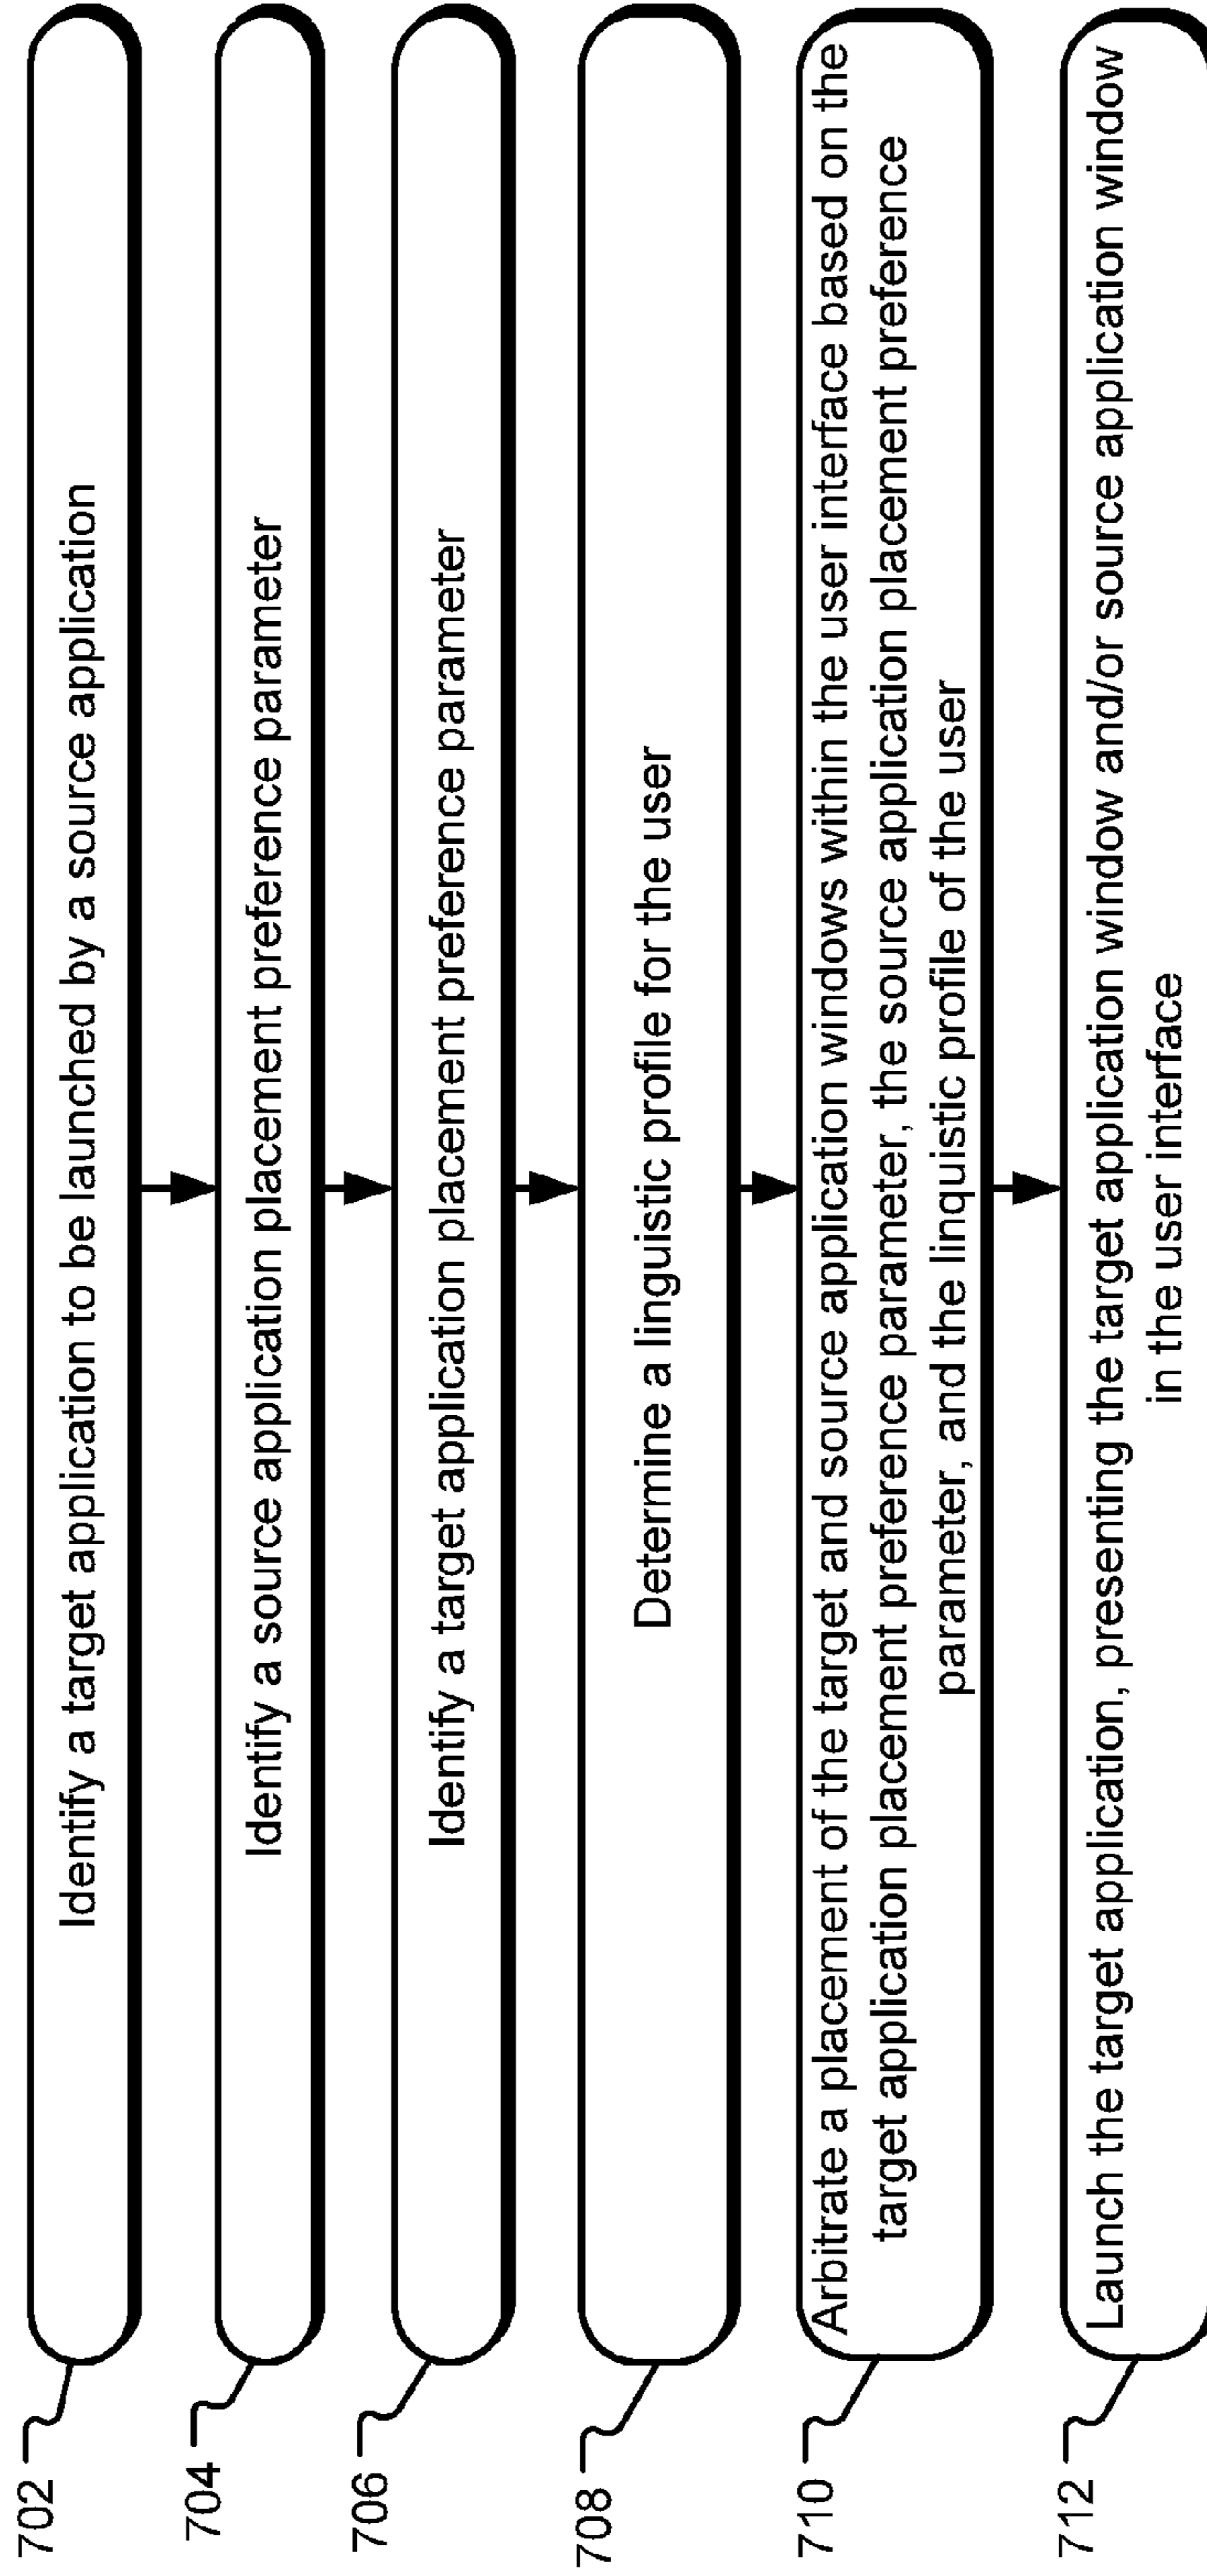 702
Identify a target application to be launched by a source application
704
Identify a source application placement preference parameter
706
Identify a target application placement preference parameter
708
Determine a linguistic profile for the user
710
Arbitrate a placement of the target and source application windows within the user interface based on the
target application placement preference parameter, the source application placement preference
parameter, and the linguistic profile of the user
712
Launch the target application, presenting the target application window and/or source application window
in the user interface